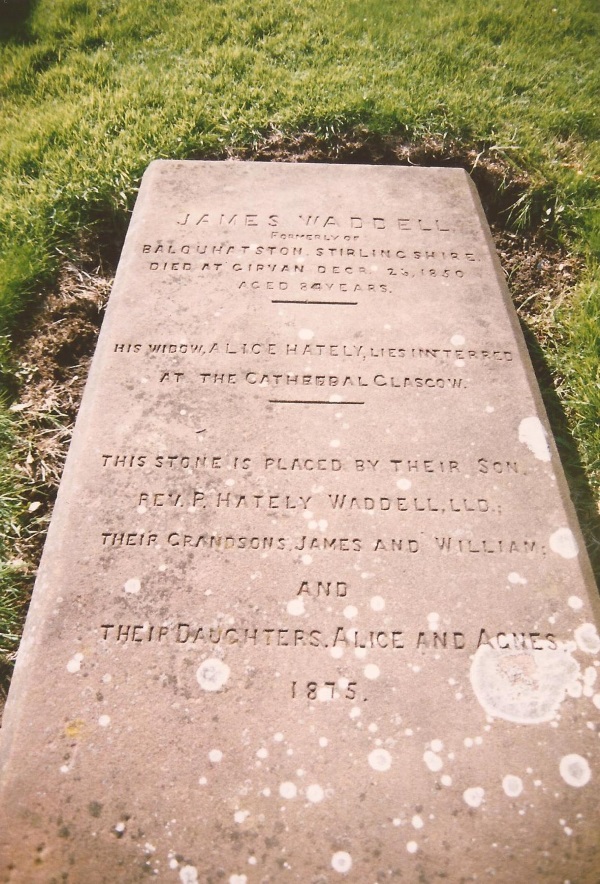 JAMES WADDELL
FORMERLY OF
BALQUHATSTON, STIRLINGSHIRE.
DIED AT GIRVAN DECR. 23, 1850
AGED 84 YEARS.
HIS WIDOW, ALICE HATELY, LIES INTERRED
AT THE CATHEDRAL GLASGOW.
THIS STONE IS PLACED BY THEIR SON.
REV. P. HATELY WADDELL, LLD.;
THEIR GRANDSONS, JAMES AND WILLIAM;
AND
THEIR DAUGHTERS, ALICE AND AGNES.
1875.